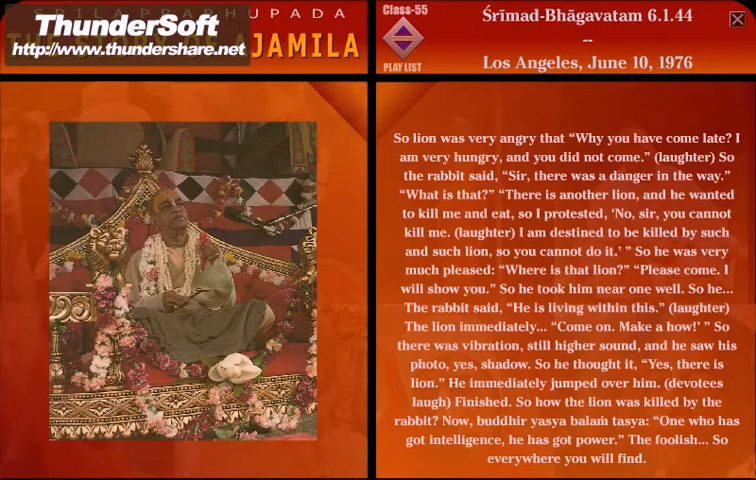 SRILA PRABHUPADA
ThunderSoft
http://www.thundershare.net
THE STORY OF AJAMILA
Class-55
PLAY LIST
Śrīmad-Bhāgavatam 6.1.44
--
Los Angeles, June 10, 1976
So lion was very angry that “Why you have come late? I
am very hungry, and you did not come.” (laughter) So
the rabbit said, “Sir, there was a danger in the way.”
“What is that?” “There is another lion, and he wanted
to kill me and eat, so I protested, ‘No, sir, you cannot
kill me. (laughter) I am destined to be killed by such
and such lion, so you cannot do it.’ ” So he was very
much pleased: “Where is that lion?” “Please come. I
will show you.” So he took him near one well. So he...
The rabbit said, “He is living within this.” (laughter)
The lion immediately... “Come on. Make a how!’ ” So
there was vibration, still higher sound, and he saw his
photo, yes, shadow. So he thought it, “Yes, there is
lion.” He immediately jumped over him. (devotees
laugh) Finished. So how the lion was killed by the
rabbit? Now, buddhir yasya balaṁ tasya: “One who has
got intelligence, he has got power.” The foolish... So
everywhere you will find.